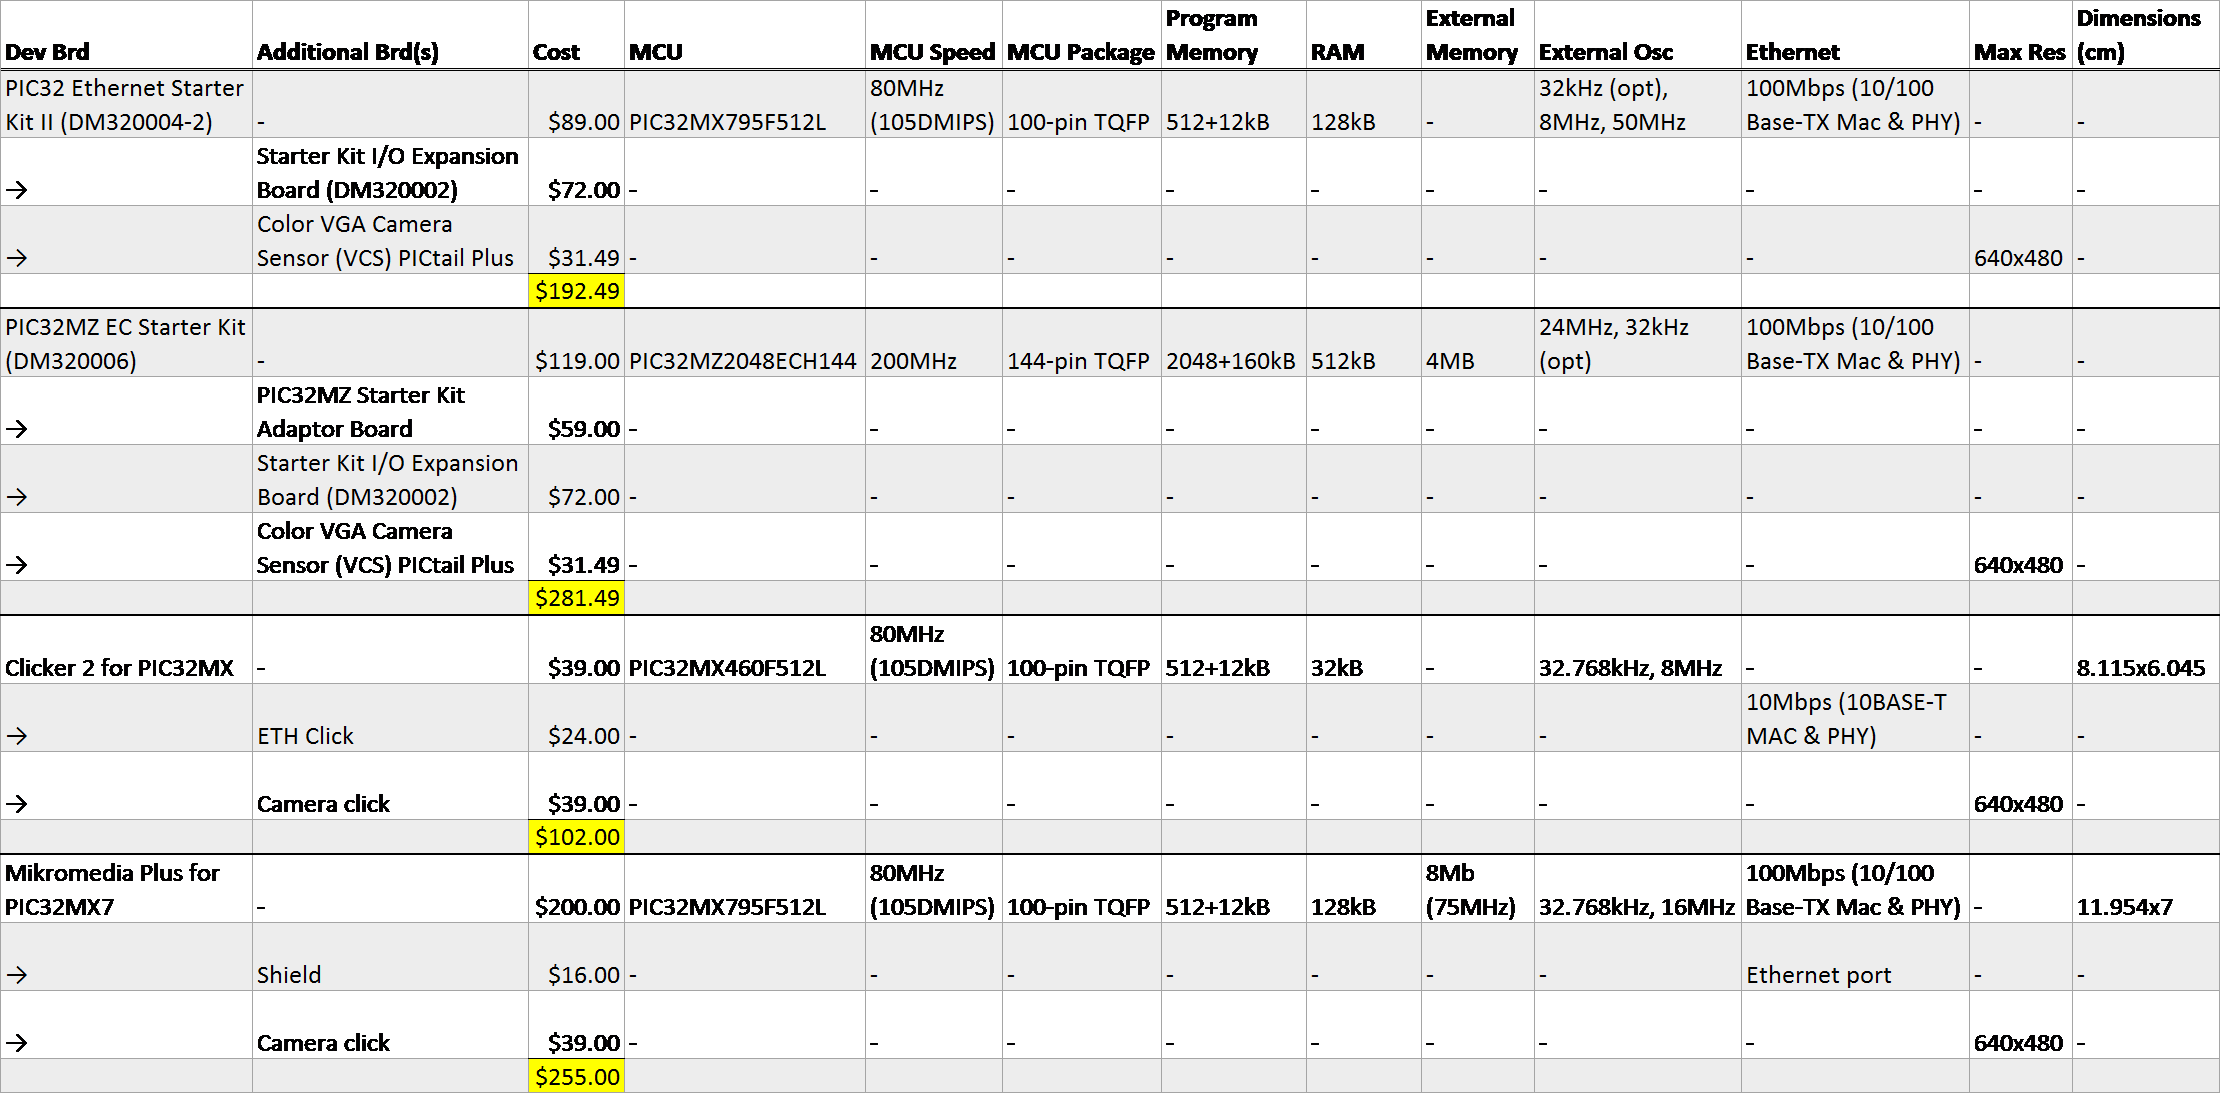 Dev Brd Additional Brd(s) Cost MCU MCU Speed MCU Package Program Memory RAM External Memory External Osc Ethernet Max Res Dimensions (cm)
PIC32 Ethernet Starter Kit II (DM320004-2) - $89.00 PIC32MX795F512L 80MHz (105DMIPS) 100-pin TQFP 512+12kB 128kB - 32kHz (opt), 8MHz, 50MHz 100Mbps (10/100 Base-TX Mac & PHY) - -
→ Starter Kit I/O Expansion Board (DM320002) $72.00 - - - - - - - - - -
→ Color VGA Camera Sensor (VCS) PICtail Plus $31.49 - - - - - - - - 640x480 -
$192.49
PIC32MZ EC Starter Kit (DM320006) - $119.00 PIC32MZ2048ECH144 200MHz 144-pin TQFP 2048+160kB 512kB 4MB 24MHz, 32kHz (opt) 100Mbps (10/100 Base-TX Mac & PHY) - -
→ PIC32MZ Starter Kit Adaptor Board $59.00 - - - - - - - - - -
→ Starter Kit I/O Expansion Board (DM320002) $72.00 - - - - - - - - - -
→ Color VGA Camera Sensor (VCS) PICtail Plus $31.49 - - - - - - - - 640x480 -
$281.49
Clicker 2 for PIC32MX - $39.00 PIC32MX460F512L 80MHz (105DMIPS) 100-pin TQFP 512+12kB 32kB - 32.768kHz, 8MHz - - 8.115x6.045
→ ETH Click $24.00 - - - - - - - 10Mbps (10BASE-T MAC & PHY) - -
→ Camera click $39.00 - - - - - - - - 640x480 -
$102.00
Mikromedia Plus for PIC32MX7 - $200.00 PIC32MX795F512L 80MHz (105DMIPS) 100-pin TQFP 512+12kB 128kB 8Mb (75MHz) 32.768kHz, 16MHz 100Mbps (10/100 Base-TX Mac & PHY) - 11.954x7
→ Shield $16.00 - - - - - - - Ethernet port - -
→ Camera click $39.00 - - - - - - - - 640x480 -
$255.00